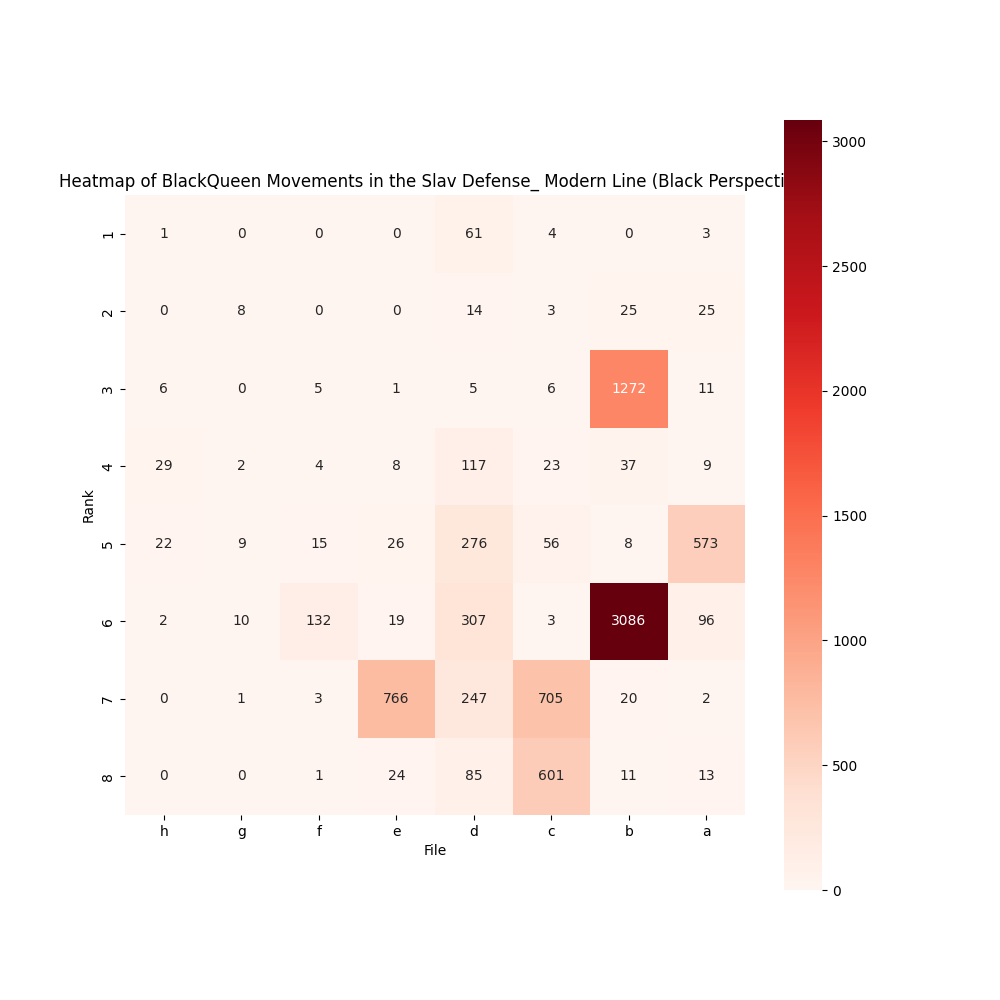 Heatmap of BlackQueen Movements in the Slav Defense_ Modern Line (Black Perspecti
3000
2500
2000
1500
1000
500
0
Rank
1 1 0 0 0 61 4 0 3
2 0 8 0 0 14 3 25 25
3 6 0 5 1 5 6 1272 11
4 29 2 4 8 117 23 37 9
5 22 9 15 26 276 56 8 573
6 2 10 132 19 307 3 3086 96
7 0 1 3 766 247 705 20 2
8 0 0 1 24 85 601 11 13
h g f e d c b a
File